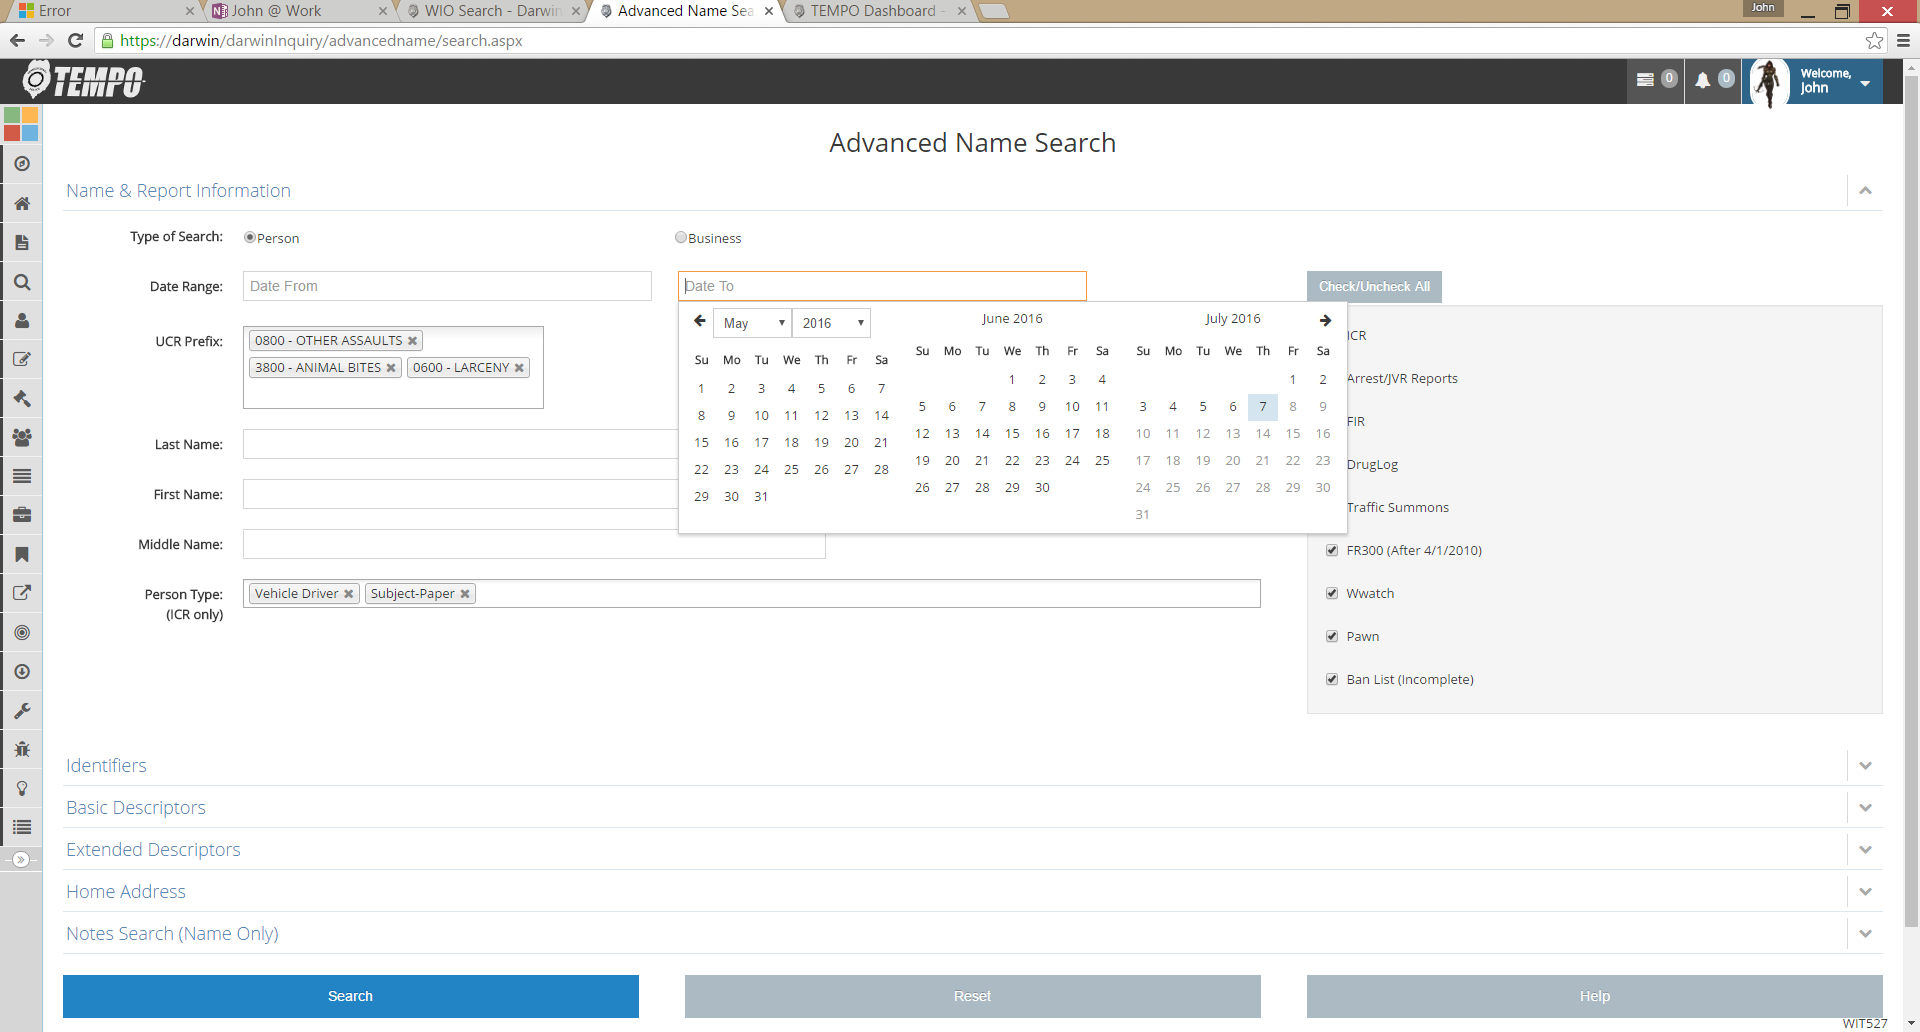 Error
John @ Work
WIO Search - Darwin
Advanced Name Sea
TEMPO Dashboard -
John
https://darwin/darwinInquiry/advancedname/search.aspx
TEMPO
0
0
Welcome,
John
Advanced Name Search
Name & Report Information
Type of Search:
Person
Business
Date Range:
Date From
Date To
Check/Uncheck All
UCR Prefix:
0800 - OTHER ASSAULTS
3800 - ANIMAL BITES
0600 - LARCENY
May
2016
Su Mo Tu We Th Fr Sa
1 2 3 4 5 6 7
8 9 10 11 12 13 14
15 16 17 18 19 20 21
22 23 24 25 26 27 28
29 30 31
June 2016
Su Mo Tu We Th Fr Sa
1 2 3 4
5 6 7 8 9 10 11
12 13 14 15 16 17 18
19 20 21 22 23 24 25
26 27 28 29 30
July 2016
Su Mo Tu We Th Fr Sa
1 2
3 4 5 6 7 8 9
10 11 12 13 14 15 16
17 18 19 20 21 22 23
24 25 26 27 28 29 30
31
ICR
Arrest/JVR Reports
FIR
DrugLog
Traffic Summons
FR300 (After 4/1/2010)
Wwatch
Pawn
Ban List (Incomplete)
Last Name:
First Name:
Middle Name:
Person Type:
(ICR only)
Vehicle Driver
Subject-Paper
Identifiers
Basic Descriptors
Extended Descriptors
Home Address
Notes Search (Name Only)
Search
Reset
Help
WIT527